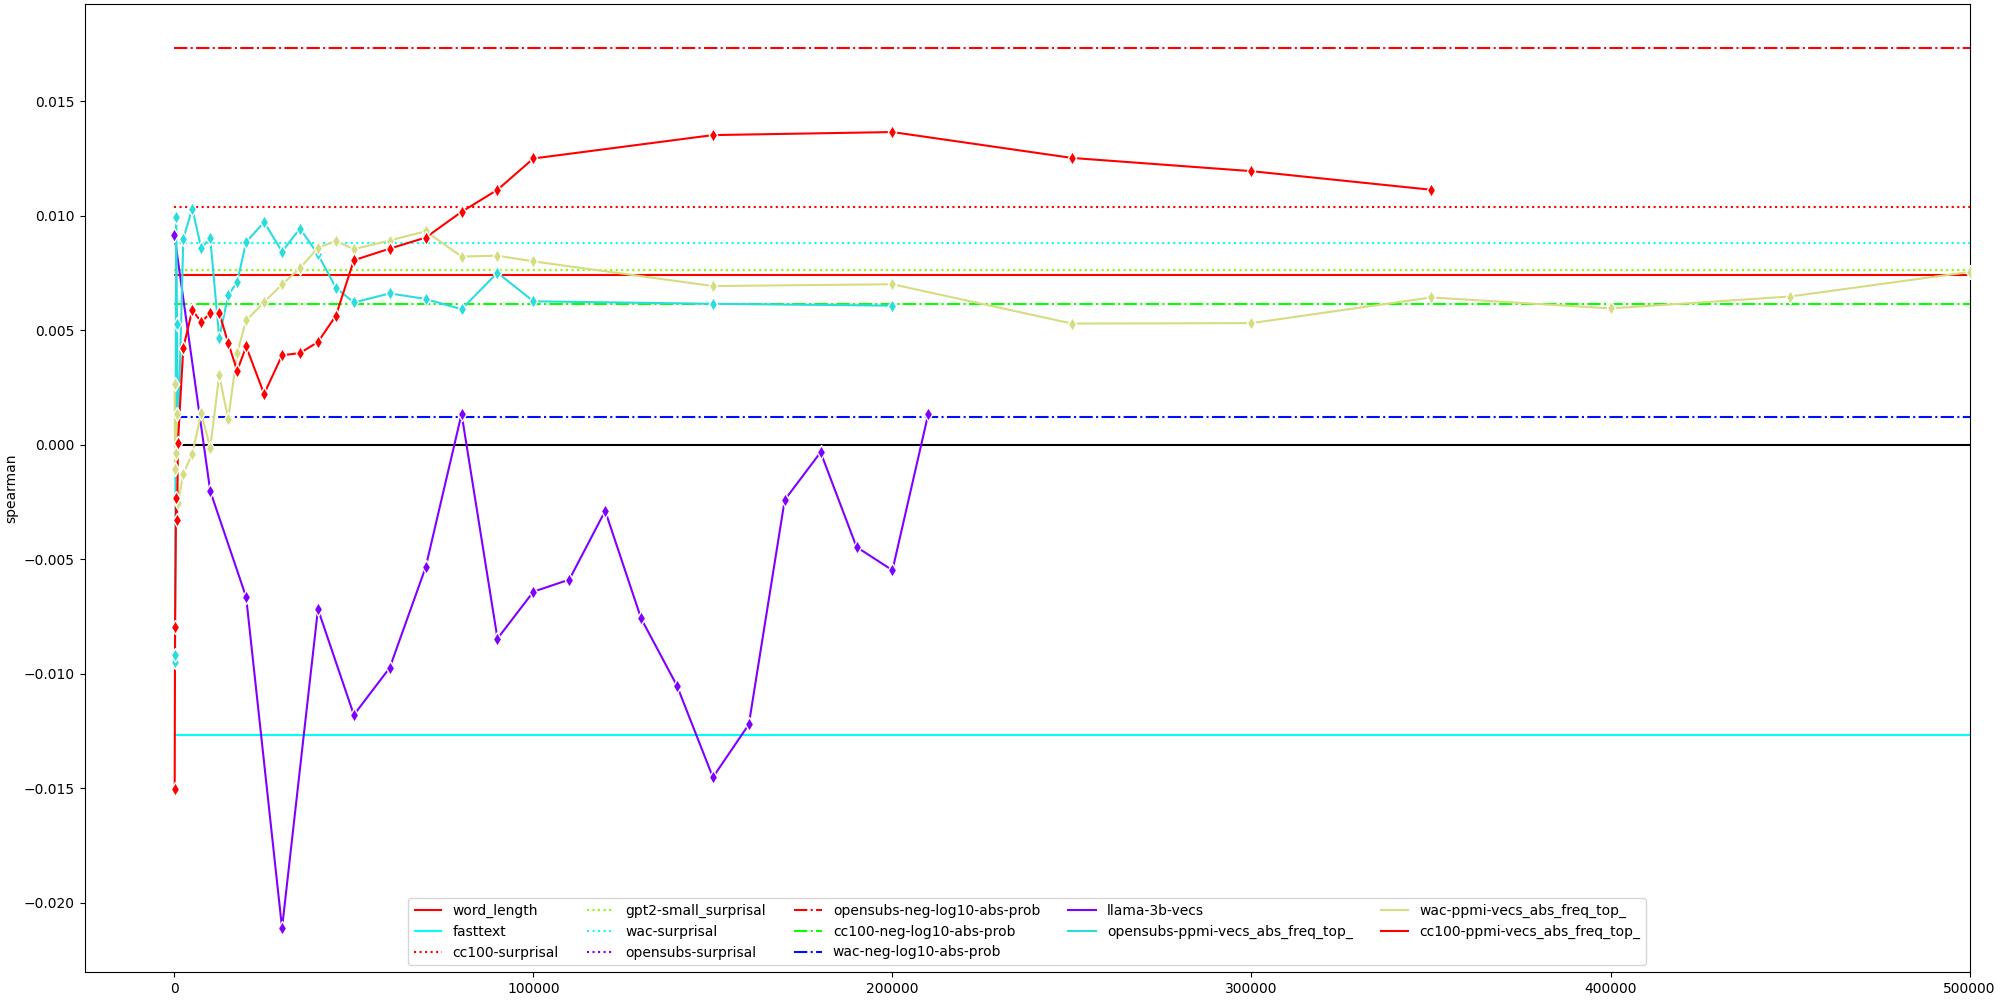 0.015
0.010
0.005
0.000
−0.005
−0.010
−0.015
−0.020
spearman
word_length
fasttext
cc100-surprisal
gpt2-small_surprisal
wac-surprisal
opensubs-surprisal
opensubs-neg-log10-abs-prob
cc100-neg-log10-abs-prob
wac-neg-log10-abs-prob
llama-3b-vecs
opensubs-ppmi-vecs_abs_freq_top_
wac-ppmi-vecs_abs_freq_top_
cc100-ppmi-vecs_abs_freq_top_
0 100000 200000 300000 400000 500000